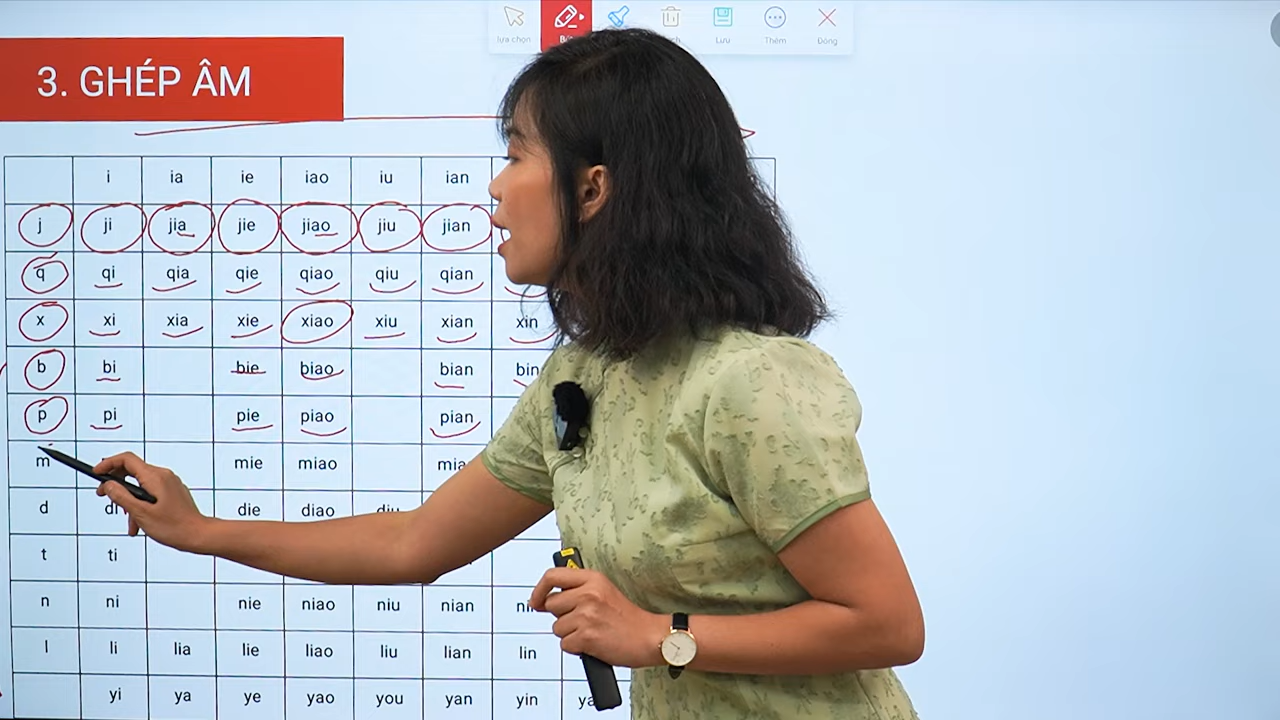 lựa chọn Lưu Thêm Đóng
3. GHÉP ÂM
i ia ie iao iu ian
j ji jia jie jiao jiu jian
q qi qia qie qiao qiu qian
x xi xia xie xiao xiu xian xin
b bi bie biao bian bin
p pi pie piao pian
m mie miao
d die diao diu
t ti
n ni nie niao niu nian
l li lia lie liao liu lian lin
yi ya ye yao you yan yin